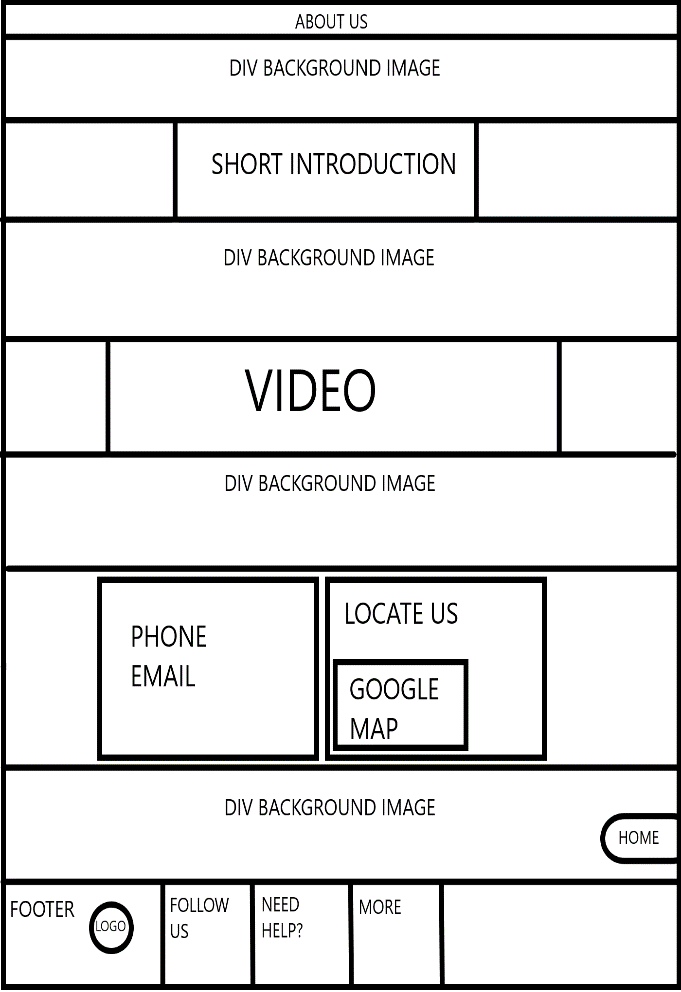 ABOUT US
DIV BACKGROUND IMAGE
SHORT INTRODUCTION
DIV BACKGROUND IMAGE
VIDEO
DIV BACKGROUND IMAGE
PHONE
EMAIL
LOCATE US
GOOGLE
MAP
DIV BACKGROUND IMAGE
HOME
FOOTER
LOGO
FOLLOW
US
NEED
HELP?
MORE